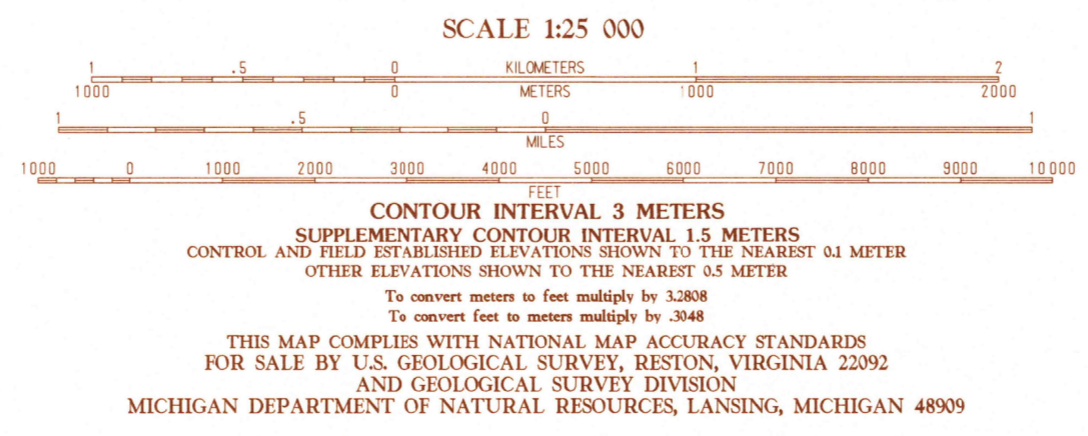 SCALE 1:25 000
1 .5 0 KILOMETERS 1 2
1000 0 METERS 1000 2000
1 .5 0 1
MILES
1000 0 1000 2000 3000 4000 5000 6000 7000 8000 9000 10 000
FEET
CONTOUR INTERVAL 3 METERS
SUPPLEMENTARY CONTOUR INTERVAL 1.5 METERS
CONTROL AND FIELD ESTABLISHED ELEVATIONS SHOWN TO THE NEAREST 0.1 METER
OTHER ELEVATIONS SHOWN TO THE NEAREST 0.5 METER
To convert meters to feet multiply by 3.2808
To convert feet to meters multiply by .3048
THIS MAP COMPLIES WITH NATIONAL MAP ACCURACY STANDARDS
FOR SALE BY U.S. GEOLOGICAL SURVEY, RESTON, VIRGINIA 22092
AND GEOLOGICAL SURVEY DIVISION
MICHIGAN DEPARTMENT OF NATURAL RESOURCES, LANSING, MICHIGAN 48909